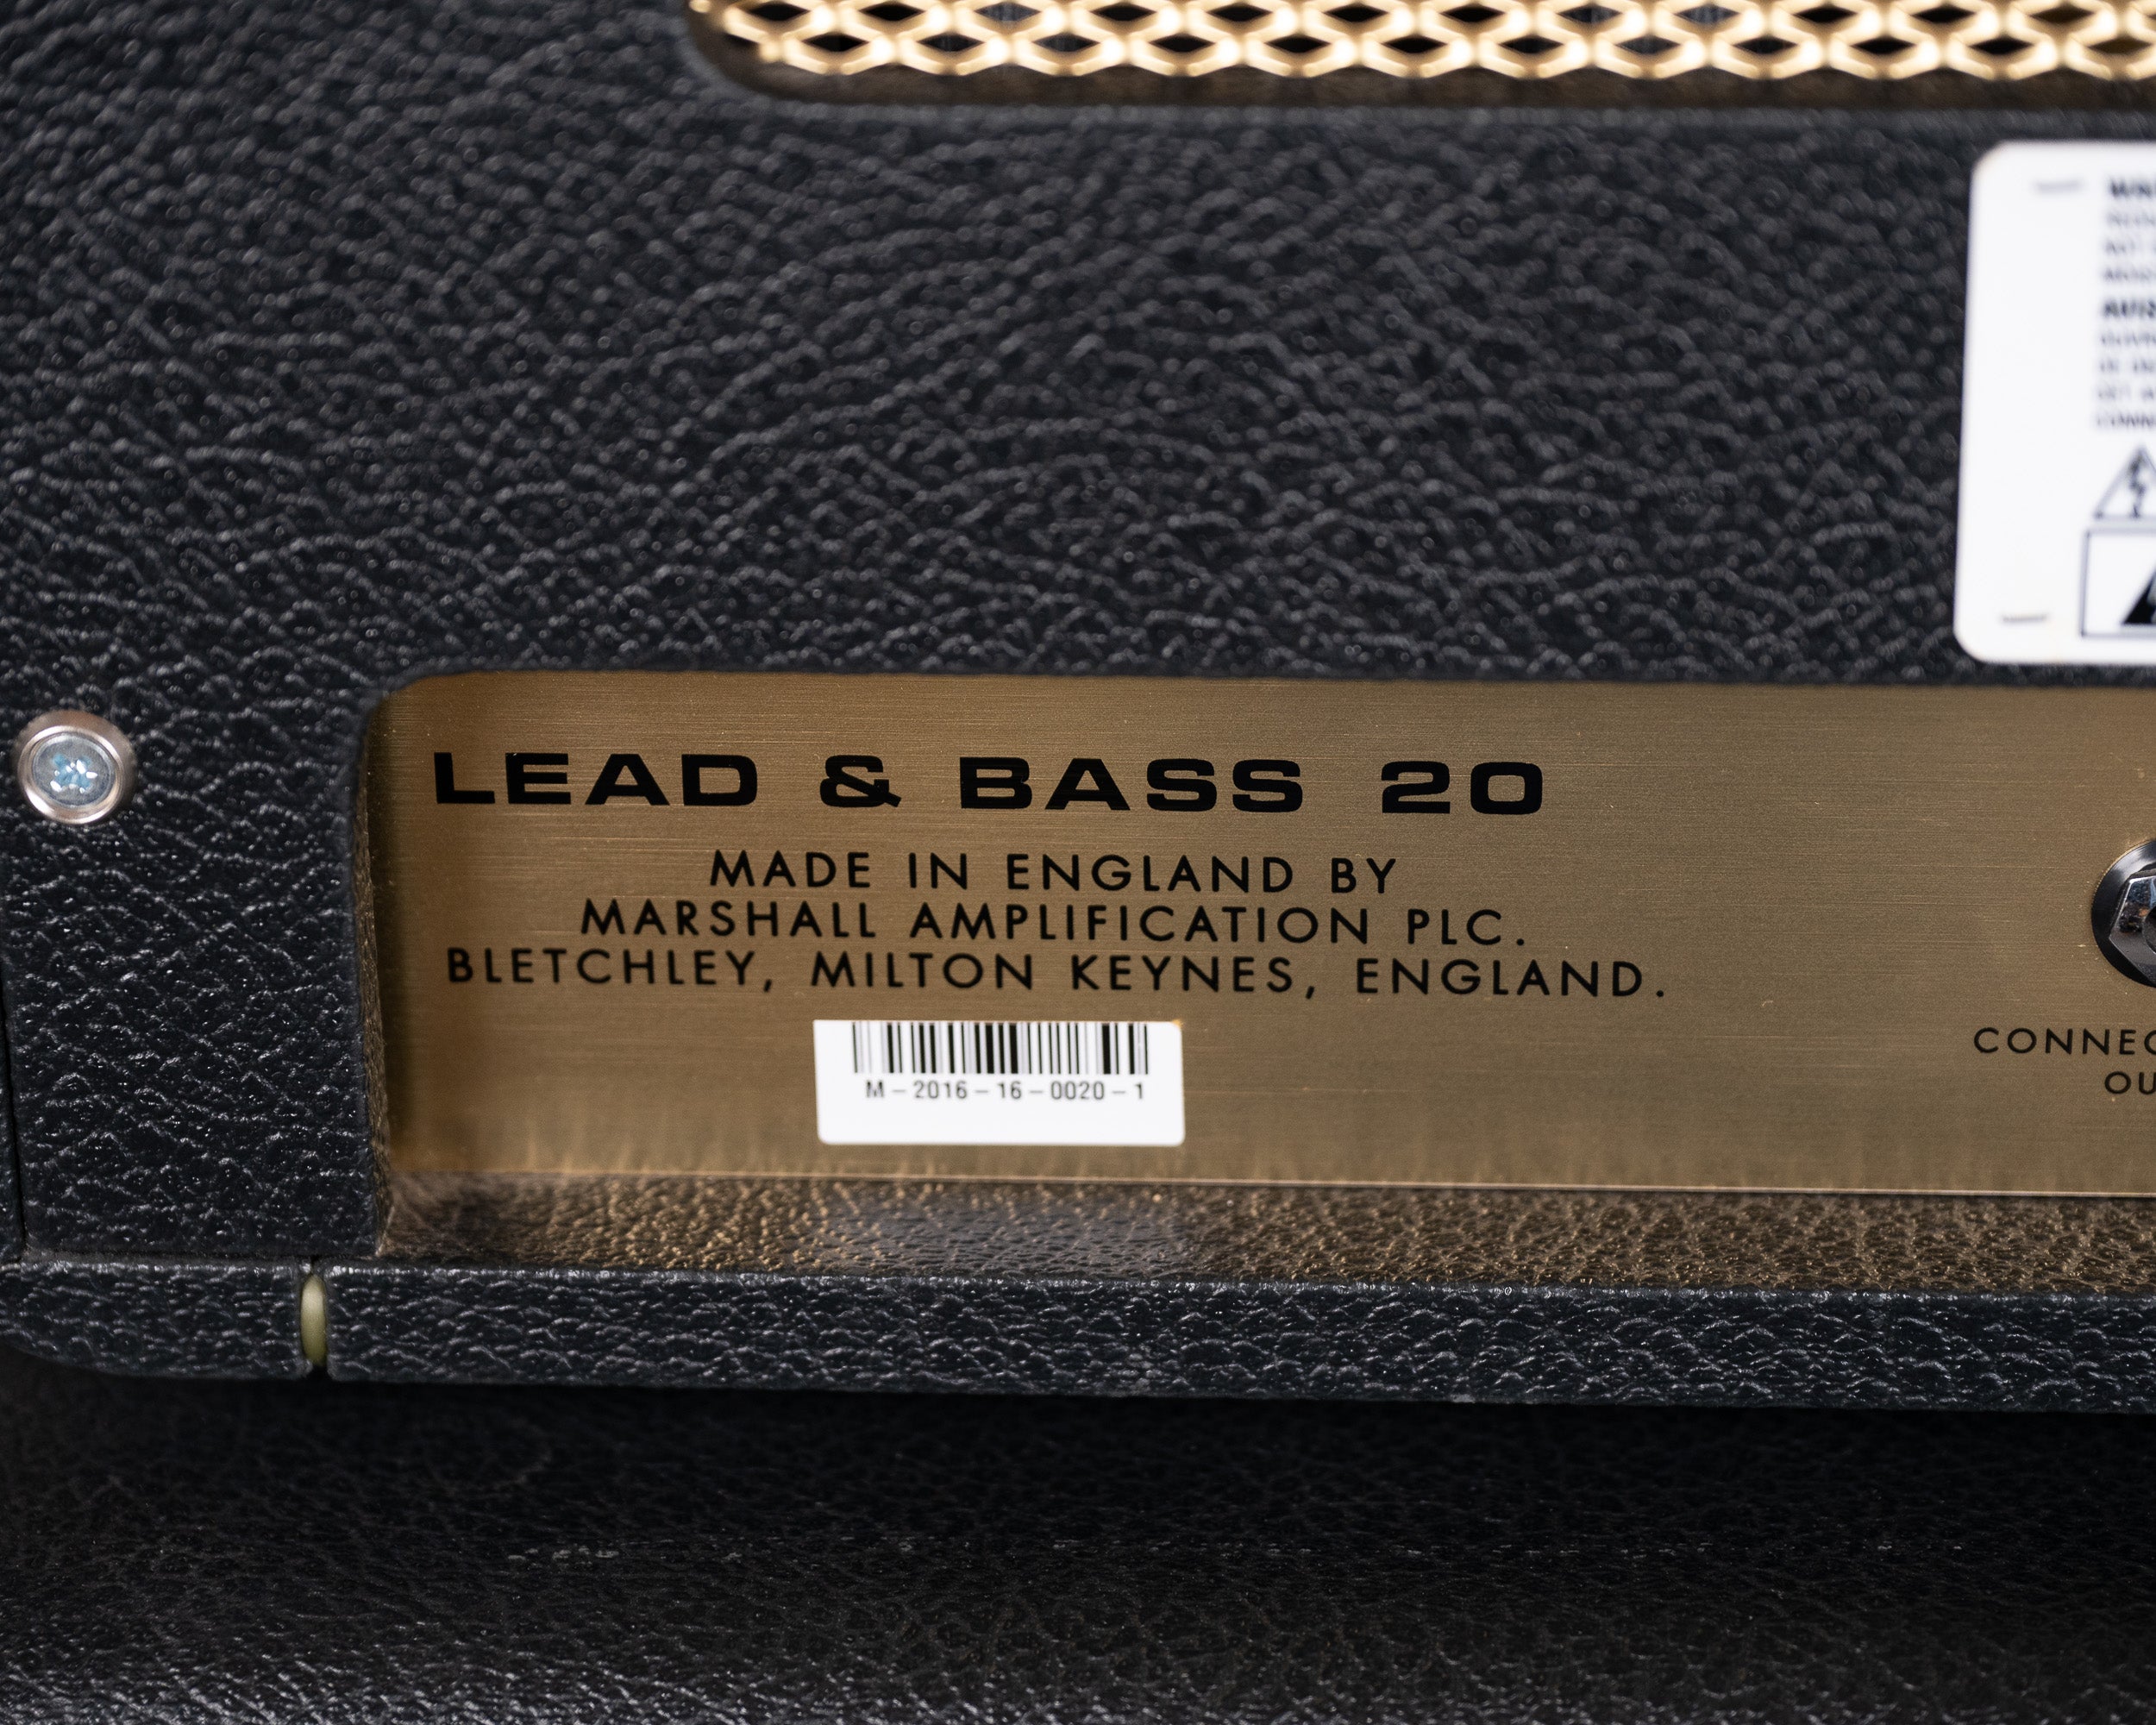 LEAD & BASS 20
MADE IN ENGLAND BY
MARSHALL AMPLIFICATION PLC.
BLETCHLEY, MILTON KEYNES, ENGLAND.
M-2016-16-0020-1